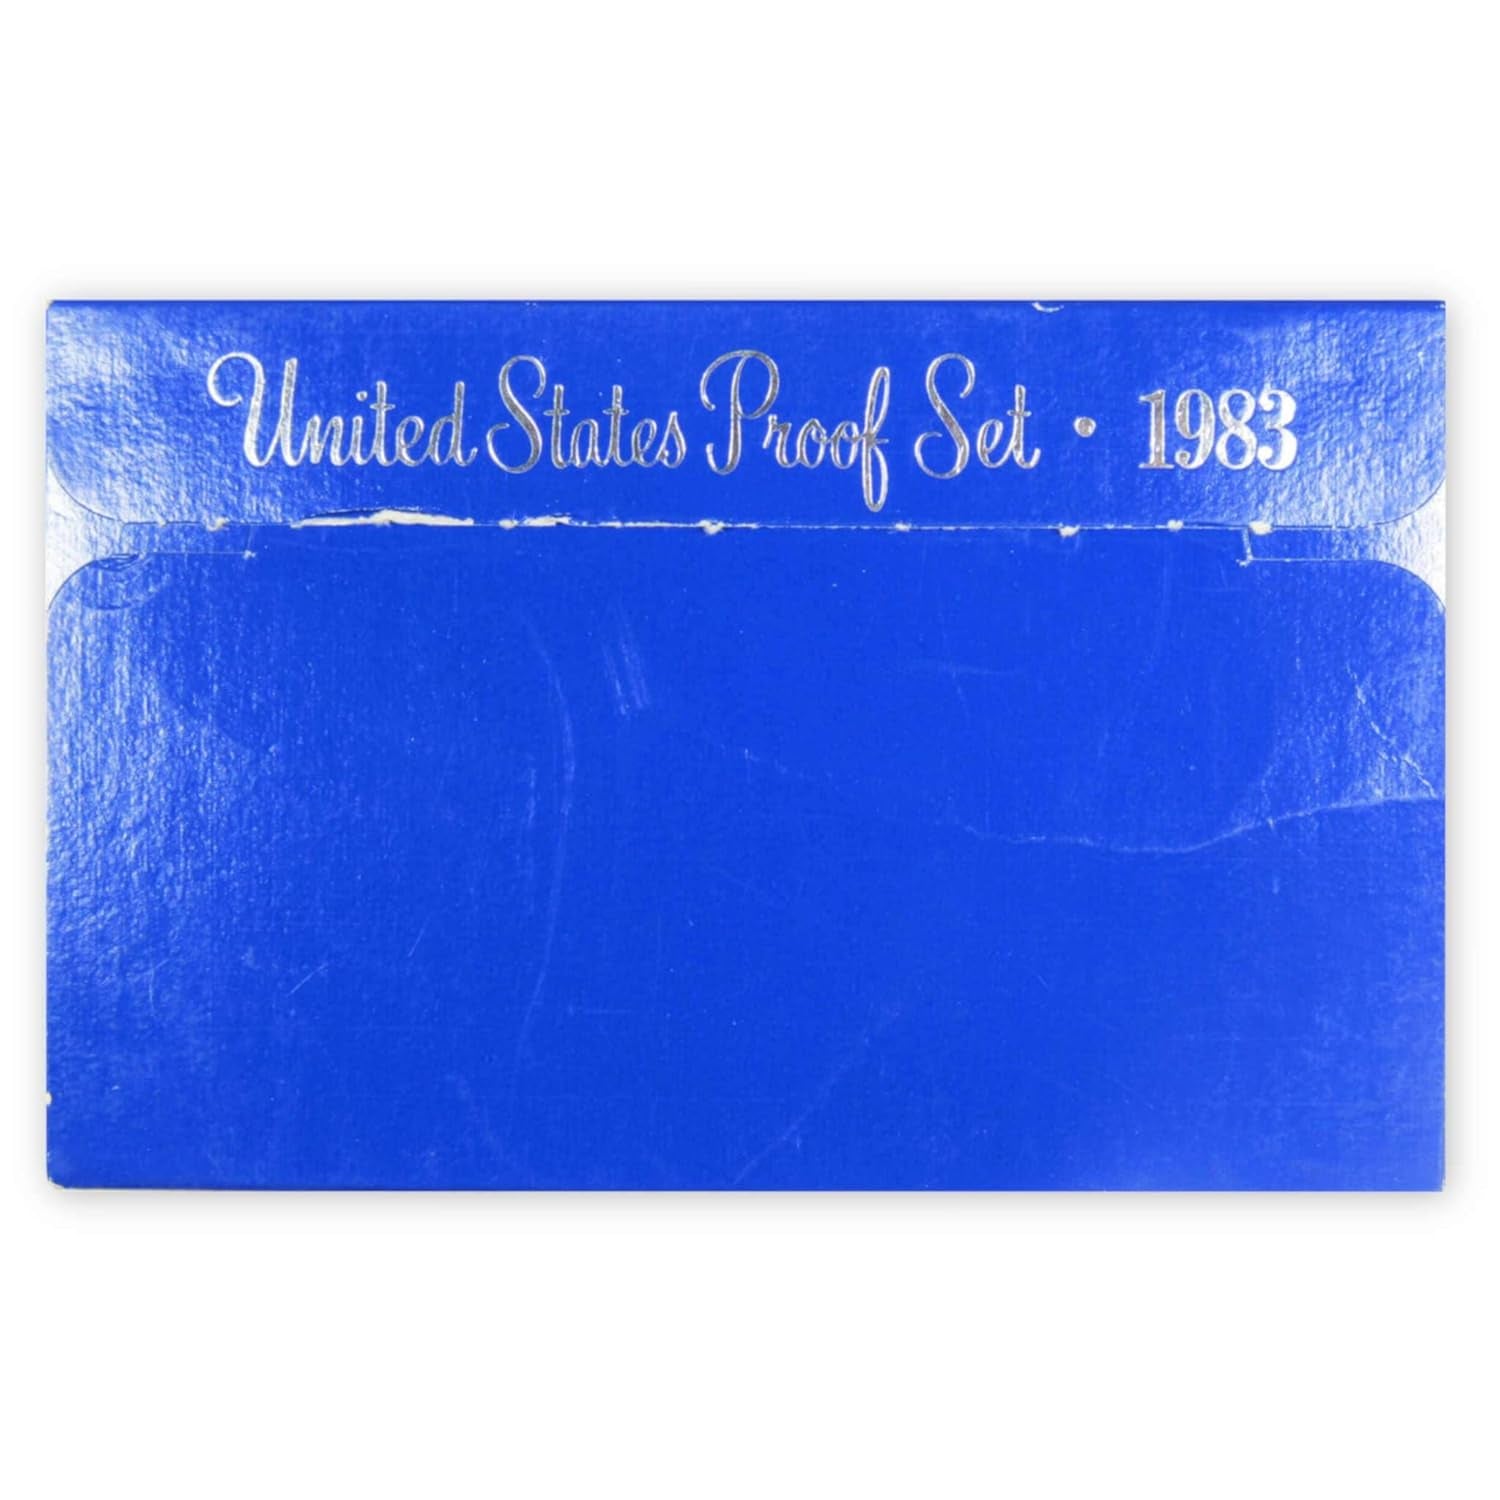 United States Proof Set • 1983